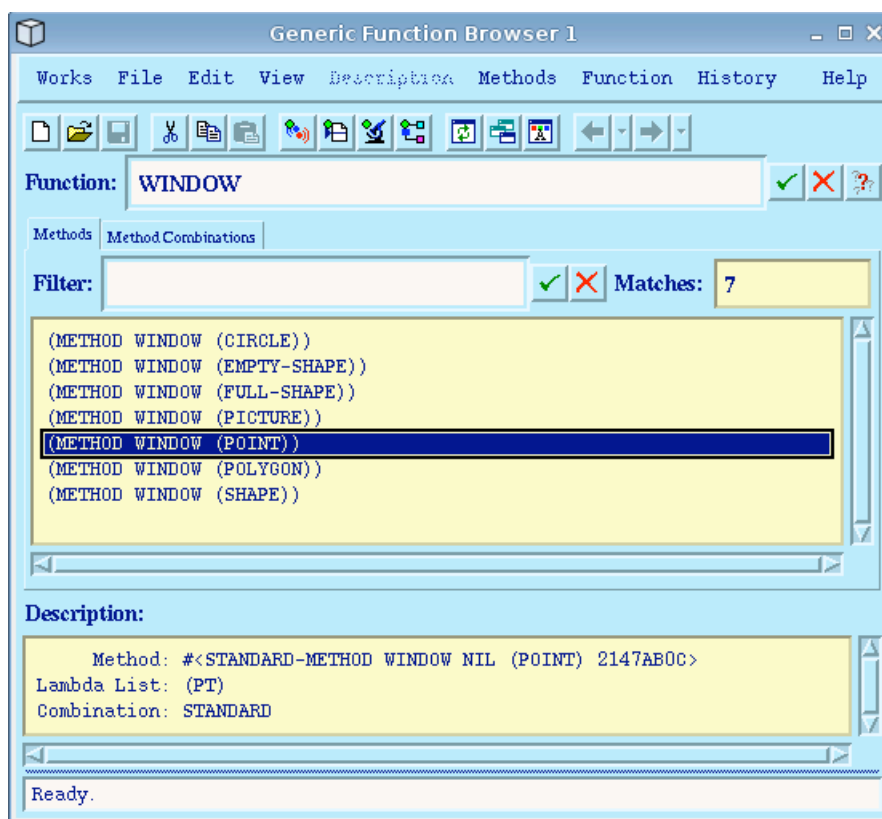 Generic Function Browser 1
Works File Edit View Description Methods Function History Help
Function: WINDOW
Methods Method Combinations
Filter: Matches: 7
(METHOD WINDOW (CIRCLE))
(METHOD WINDOW (EMPTY-SHAPE))
(METHOD WINDOW (FULL-SHAPE))
(METHOD WINDOW (PICTURE))
(METHOD WINDOW (POINT))
(METHOD WINDOW (POLYGON))
(METHOD WINDOW (SHAPE))
Description:
Method: #<STANDARD-METHOD WINDOW NIL (POINT) 2147AB0C>
Lambda List: (PT)
Combination: STANDARD
Ready.